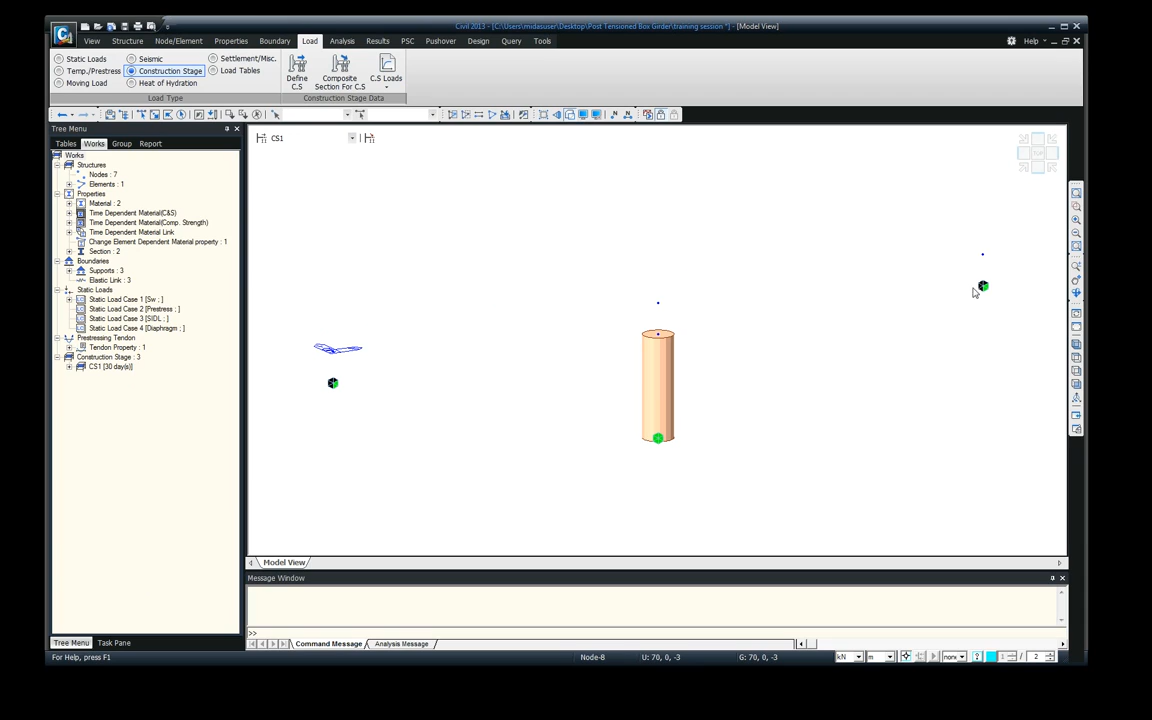 Civil 2013 - [C:\Users\midasuser\Desktop\Post Tensioned Box Girder\training session *] - [Model View]
View Structure Node/Element Properties Boundary Load Analysis Results PSC Pushover Design Query Tools Help
Static Loads Seismic Settlement/Misc.
Temp./Prestress Construction Stage Load Tables
Moving Load Heat of Hydration
Define C.S
Composite Section For C.S
C.S Loads
Load Type Construction Stage Data
Tree Menu
Tables Works Group Report
CS1
TOP
Works
Structures
Nodes : 7
Elements : 1
Properties
Material : 2
Time Dependent Material(C&S)
Time Dependent Material(Comp. Strength)
Time Dependent Material Link
Change Element Dependent Material property : 1
Section : 2
Boundaries
Supports : 3
Elastic Link : 3
Static Loads
Static Load Case 1 [Sw ; ]
Static Load Case 2 [Prestress ; ]
Static Load Case 3 [SIDL ; ]
Static Load Case 4 [Diaphragm ; ]
Prestressing Tendon
Tendon Property : 1
Construction Stage : 3
CS1 [30 day(s)]
Model View
Message Window
>>
Command Message Analysis Message
Tree Menu Task Pane
For Help, press F1 Node-8 U: 70, 0, -3 G: 70, 0, -3 kN m non 1 / 2